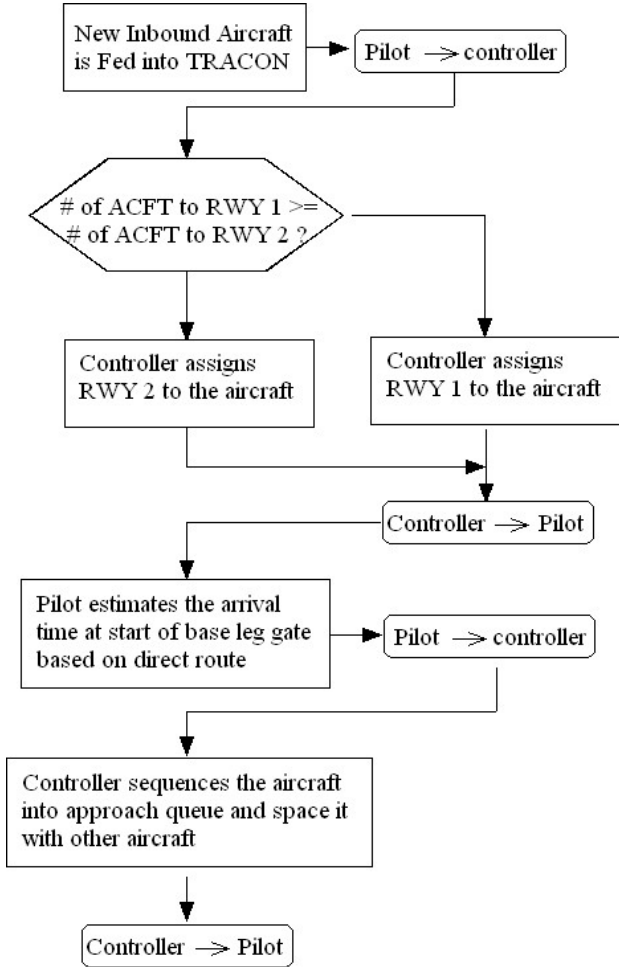 New Inbound Aircraft
is Fed into TRACON
Pilot → controller
# of ACFT to RWY 1 >=
# of ACFT to RWY 2 ?
Controller assigns
RWY 2 to the aircraft
Controller assigns
RWY 1 to the aircraft
Controller → Pilot
Pilot estimates the arrival
time at start of base leg gate
based on direct route
Pilot → controller
Controller sequences the aircraft
into approach queue and space it
with other aircraft
Controller → Pilot